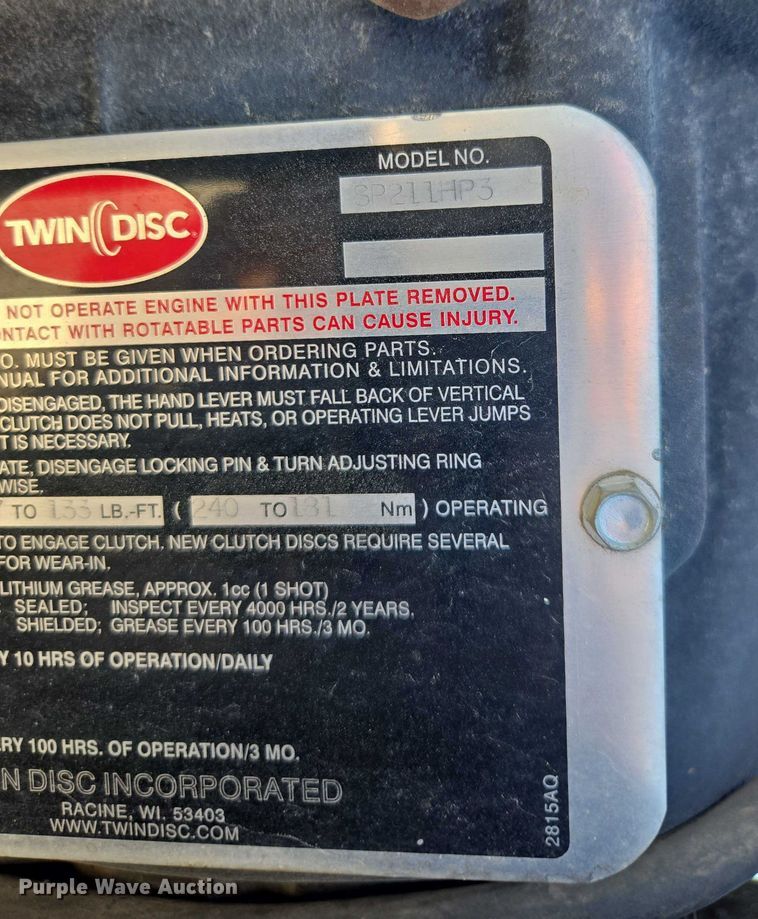 MODEL NO.
SP211HP3
TWIN DISC
NOT OPERATE ENGINE WITH THIS PLATE REMOVED.
ONTACT WITH ROTATABLE PARTS CAN CAUSE INJURY.
O. MUST BE GIVEN WHEN ORDERING PARTS.
NUAL FOR ADDITIONAL INFORMATION & LIMITATIONS.
DISENGAGED, THE HAND LEVER MUST FALL BACK OF VERTICAL
CLUTCH DOES NOT PULL, HEATS, OR OPERATING LEVER JUMPS
T IS NECESSARY.
ATE, DISENGAGE LOCKING PIN & TURN ADJUSTING RING
WISE.
TO 133 LB.-FT. ( 240 TO 181 Nm ) OPERATING
TO ENGAGE CLUTCH. NEW CLUTCH DISCS REQUIRE SEVERAL
FOR WEAR-IN.
LITHIUM GREASE, APPROX. 1cc (1 SHOT)
: SEALED; INSPECT EVERY 4000 HRS./2 YEARS.
SHIELDED; GREASE EVERY 100 HRS./3 MO.
Y 10 HRS OF OPERATION/DAILY
RY 100 HRS. OF OPERATION/3 MO.
N DISC INCORPORATED
RACINE, WI. 53403
WWW.TWINDISC.COM
2815AQ
Purple Wave Auction